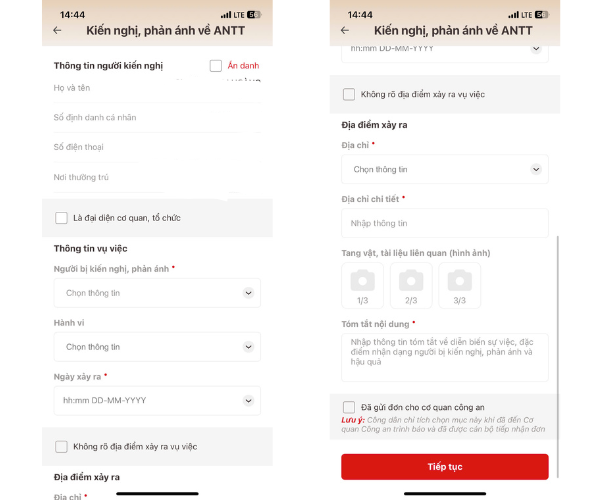 14:44
LTE
Kiến nghị, phản ánh về ANTT
Thông tin người kiến nghị
Ẩn danh
Họ và tên
Số định danh cá nhân
Số điện thoại
Nơi thường trú
Là đại diện cơ quan, tổ chức
Thông tin vụ việc
Người bị kiến nghị, phản ánh *
Chọn thông tin
Hành vi
Chọn thông tin
Ngày xảy ra *
hh:mm DD-MM-YYYY
Không rõ địa điểm xảy ra vụ việc
Địa điểm xảy ra
Địa chỉ *
14:44
LTE
Kiến nghị, phản ánh về ANTT
hh:mm DD-MM-YYYY
Không rõ địa điểm xảy ra vụ việc
Địa điểm xảy ra
Địa chỉ *
Chọn thông tin
Địa chỉ chi tiết *
Nhập thông tin
Tang vật, tài liệu liên quan (hình ảnh)
1/3
2/3
3/3
Tóm tắt nội dung *
Nhập thông tin tóm tắt về diễn biến sự việc, đặc
điểm nhận dạng người bị kiến nghị, phản ánh và
hậu quả
Đã gửi đơn cho cơ quan công an
Lưu ý: Công dân chỉ tích chọn mục này khi đã đến Cơ
quan Công an trình báo và đã được cán bộ tiếp nhận đơn
Tiếp tục